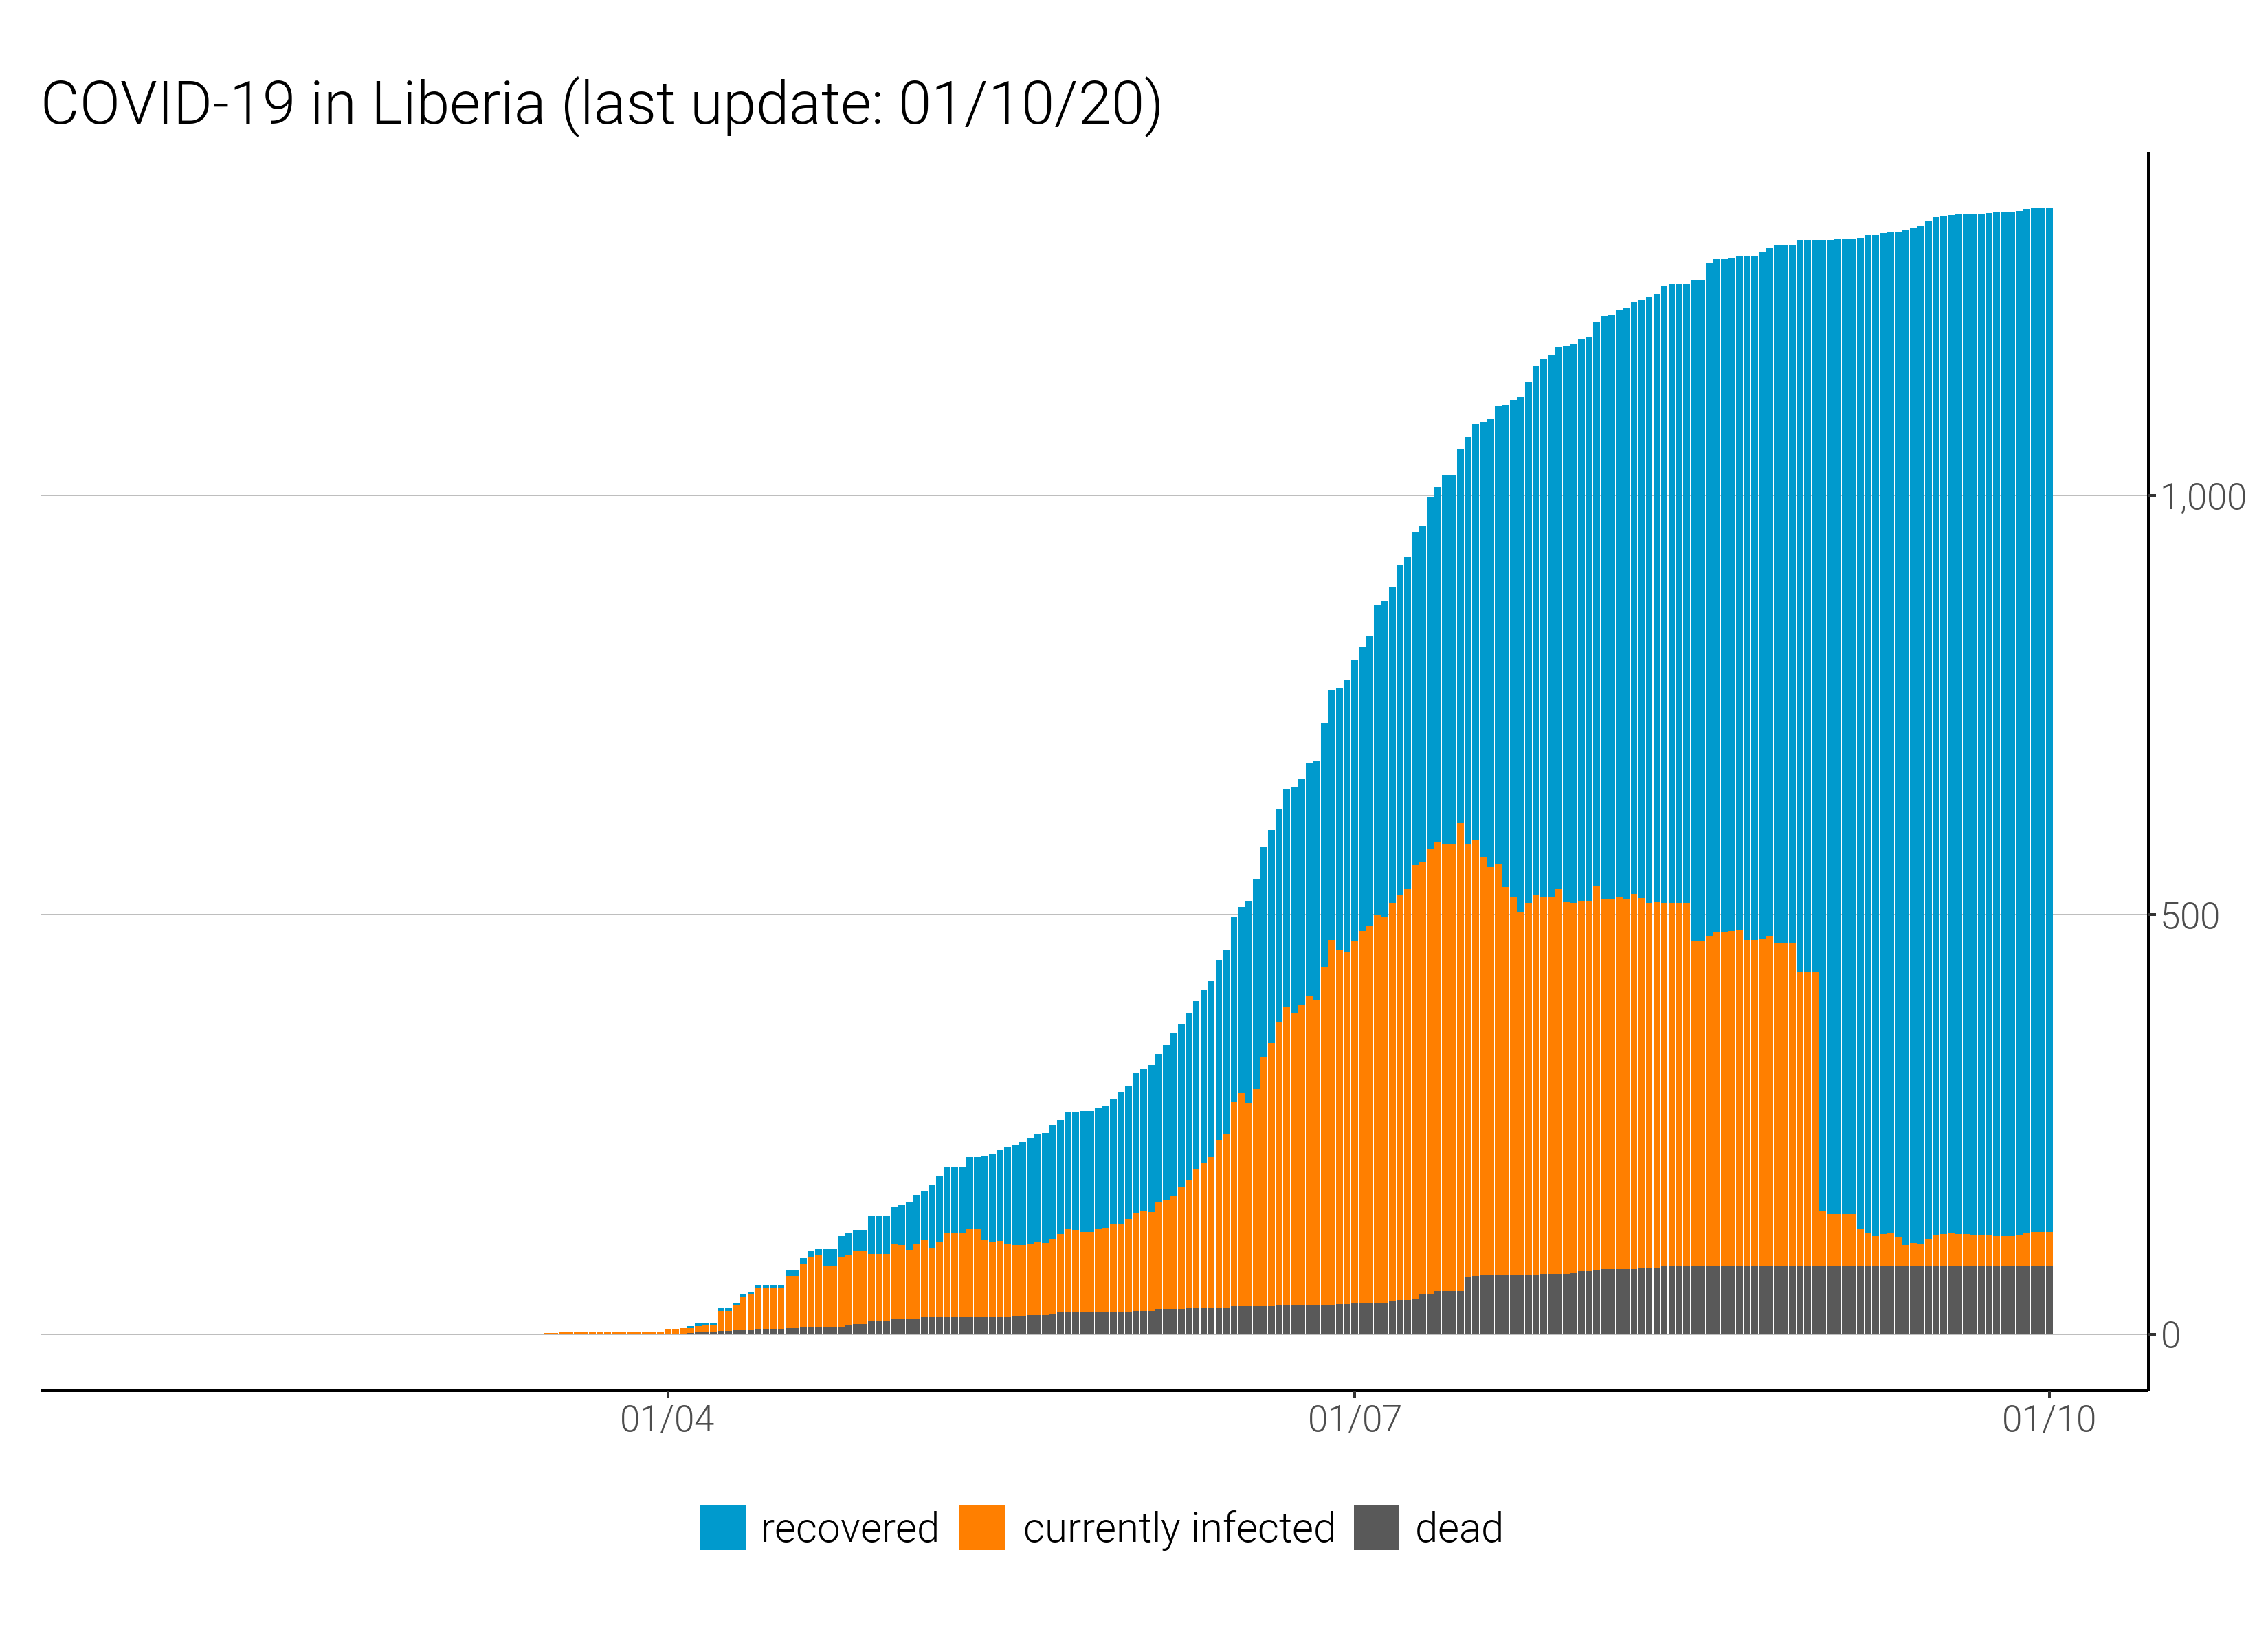 COVID-19 in Liberia (last update: 01/10/20)
1,000
500
0
01/04 01/07 01/10
recovered currently infected dead